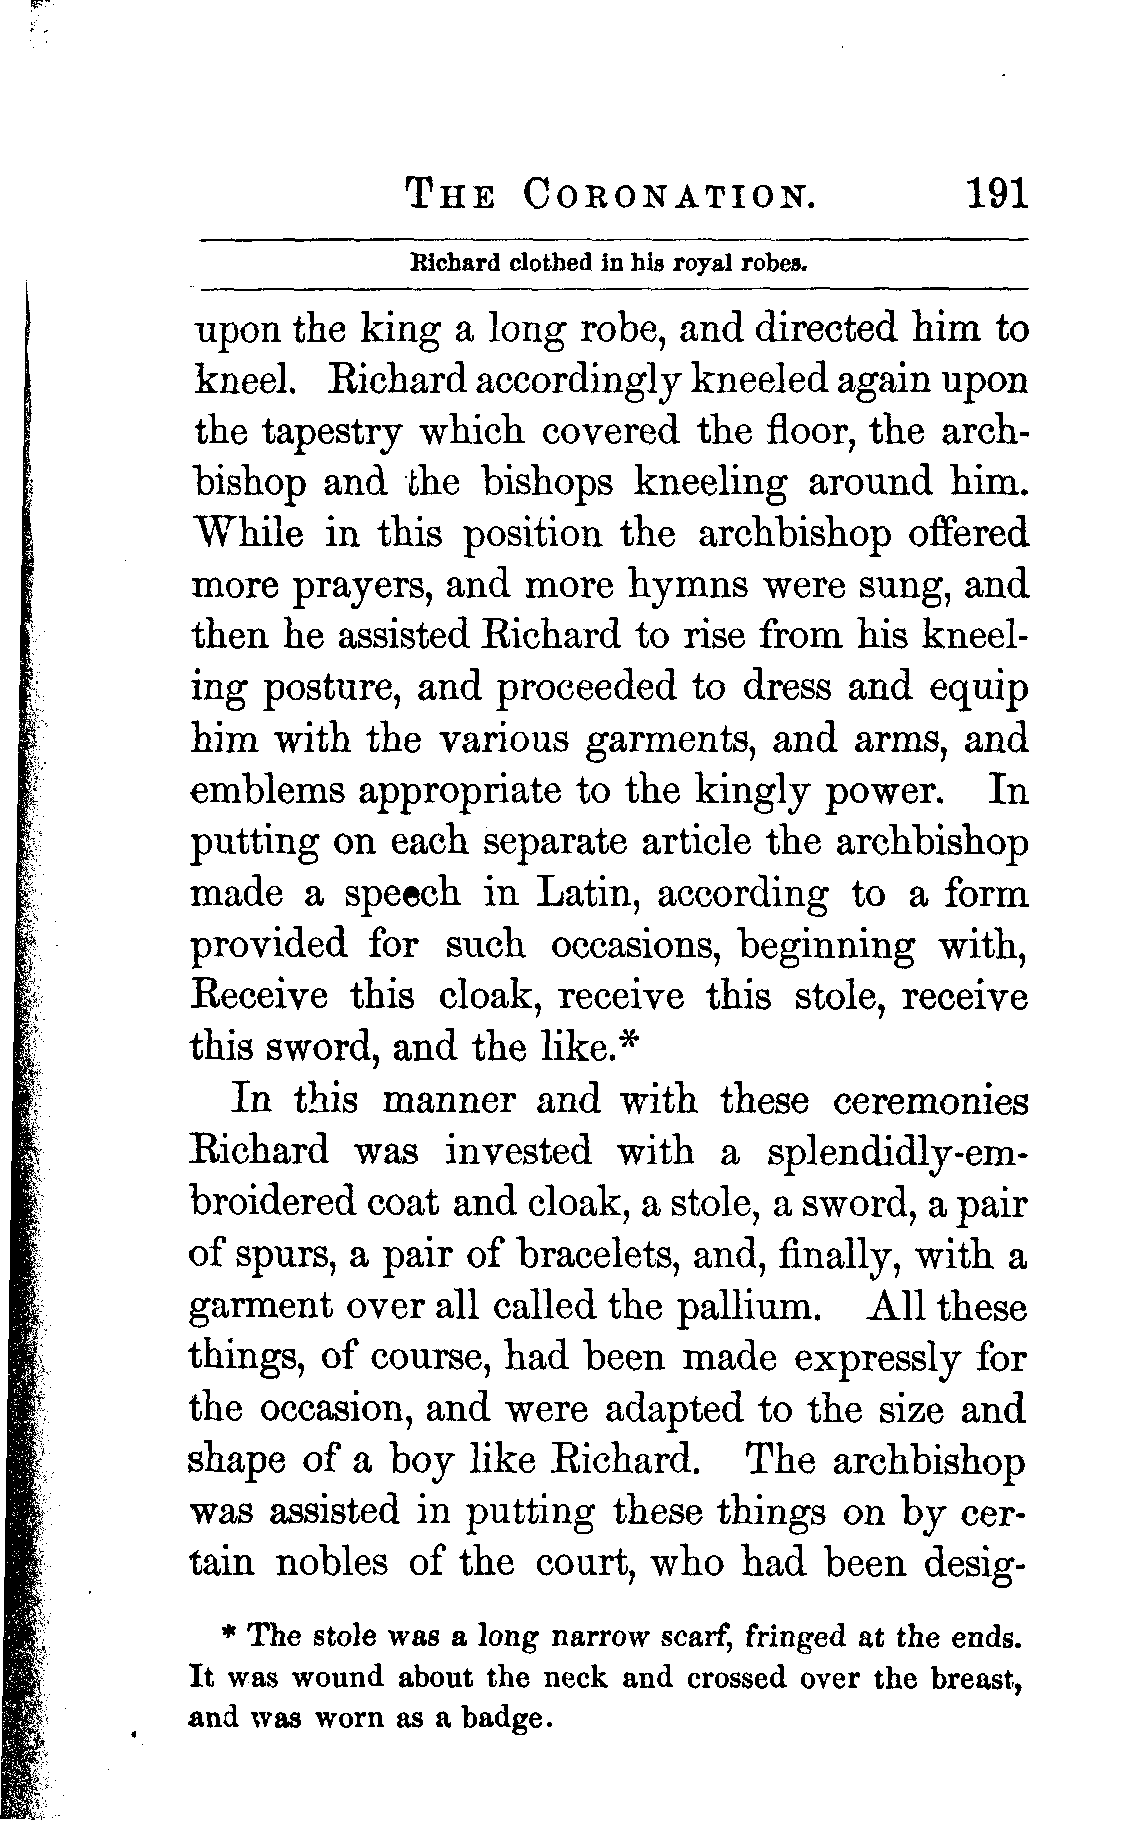 THE CORONATION. 191
Richard clothed in his royal robes.
upon the king a long robe, and directed him to
kneel. Richard accordingly kneeled again upon
the tapestry which covered the floor, the arch-
bishop and the bishops kneeling around him.
While in this position the archbishop offered
more prayers, and more hymns were sung, and
then he assisted Richard to rise from his kneel-
ing posture, and proceeded to dress and equip
him with the various garments, and arms, and
emblems appropriate to the kingly power. In
putting on each separate article the archbishop
made a speech in Latin, according to a form
provided for such occasions, beginning with,
Receive this cloak, receive this stole, receive
this sword, and the like.*
In this manner and with these ceremonies
Richard was invested with a splendidly-em-
broidered coat and cloak, a stole, a sword, a pair
of spurs, a pair of bracelets, and, finally, with a
garment over all called the pallium. All these
things, of course, had been made expressly for
the occasion, and were adapted to the size and
shape of a boy like Richard. The archbishop
was assisted in putting these things on by cer-
tain nobles of the court, who had been desig-
* The stole was a long narrow scarf, fringed at the ends.
It was wound about the neck and crossed over the breast,
and was worn as a badge.